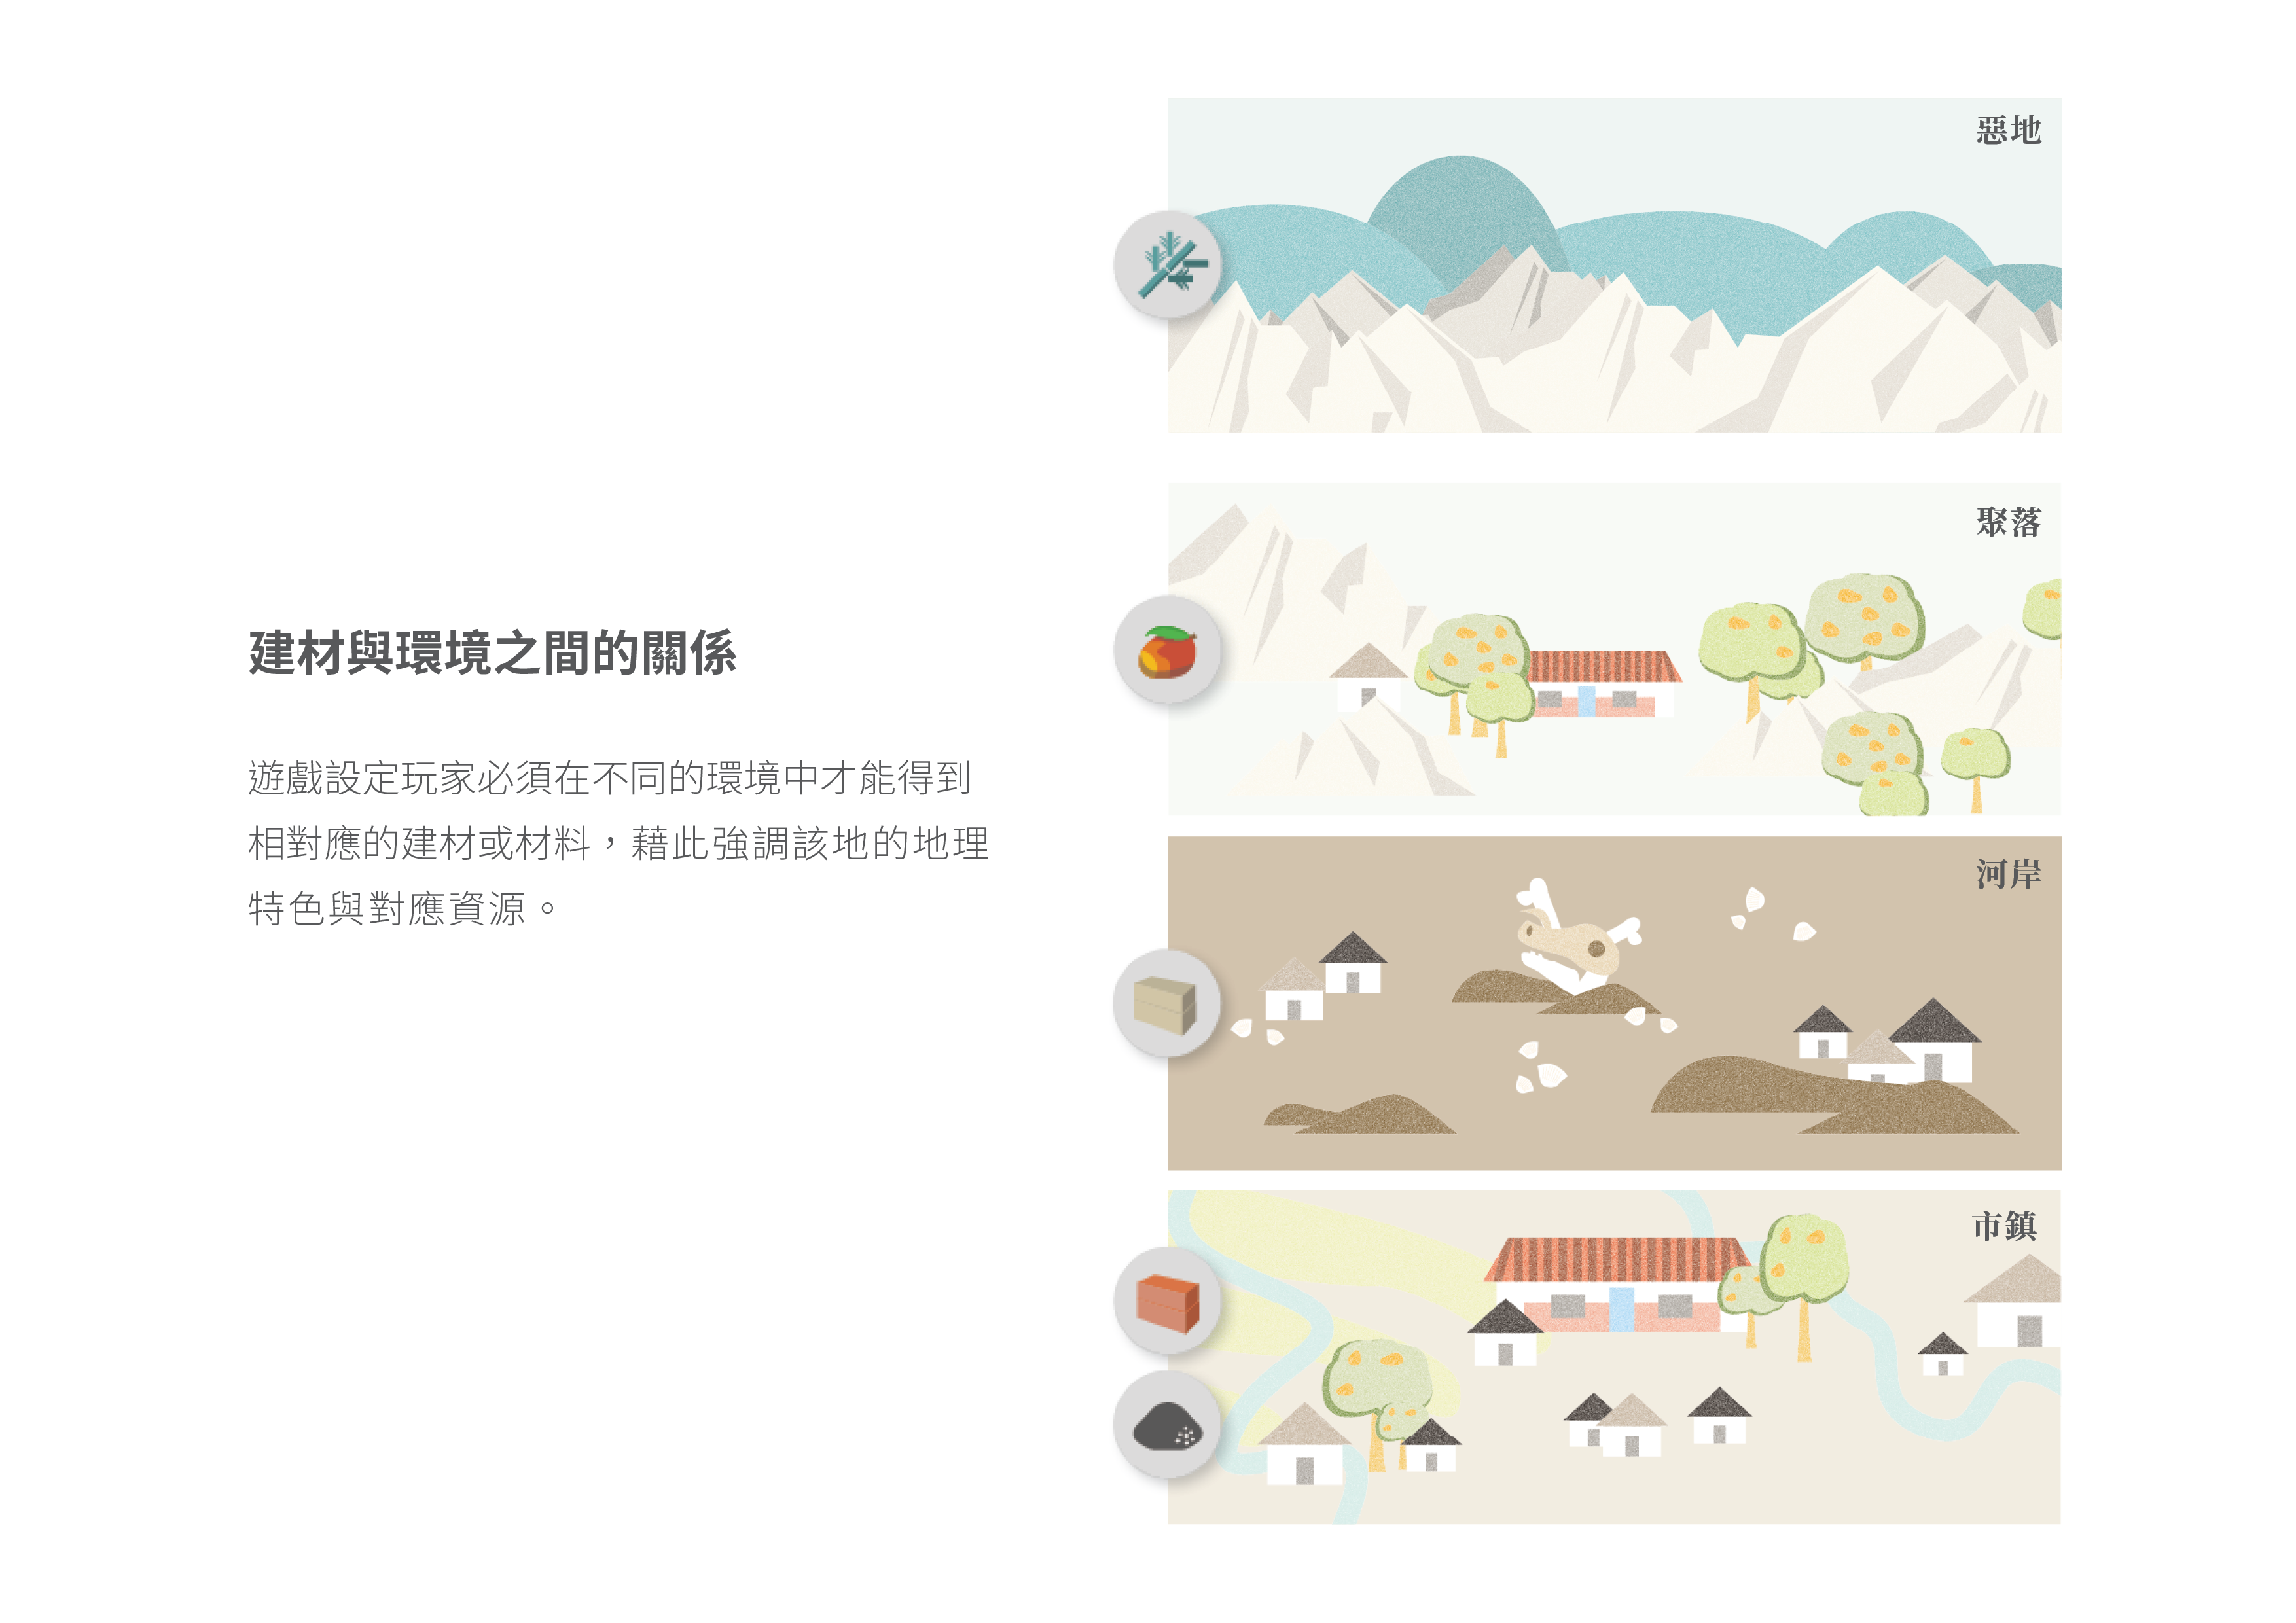 建材與環境之間的關係
遊戲設定玩家必須在不同的環境中才能得到
相對應的建材或材料，藉此強調該地的地理
特色與對應資源。
惡地
聚落
河岸
市鎮